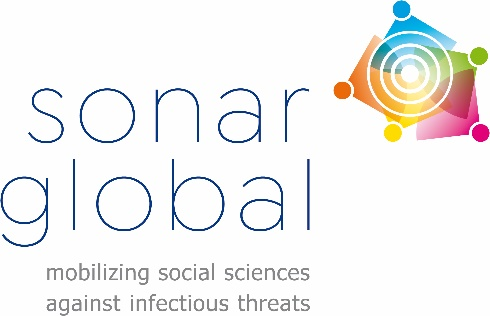 sonar
global
mobilizing social sciences
against infectious threats